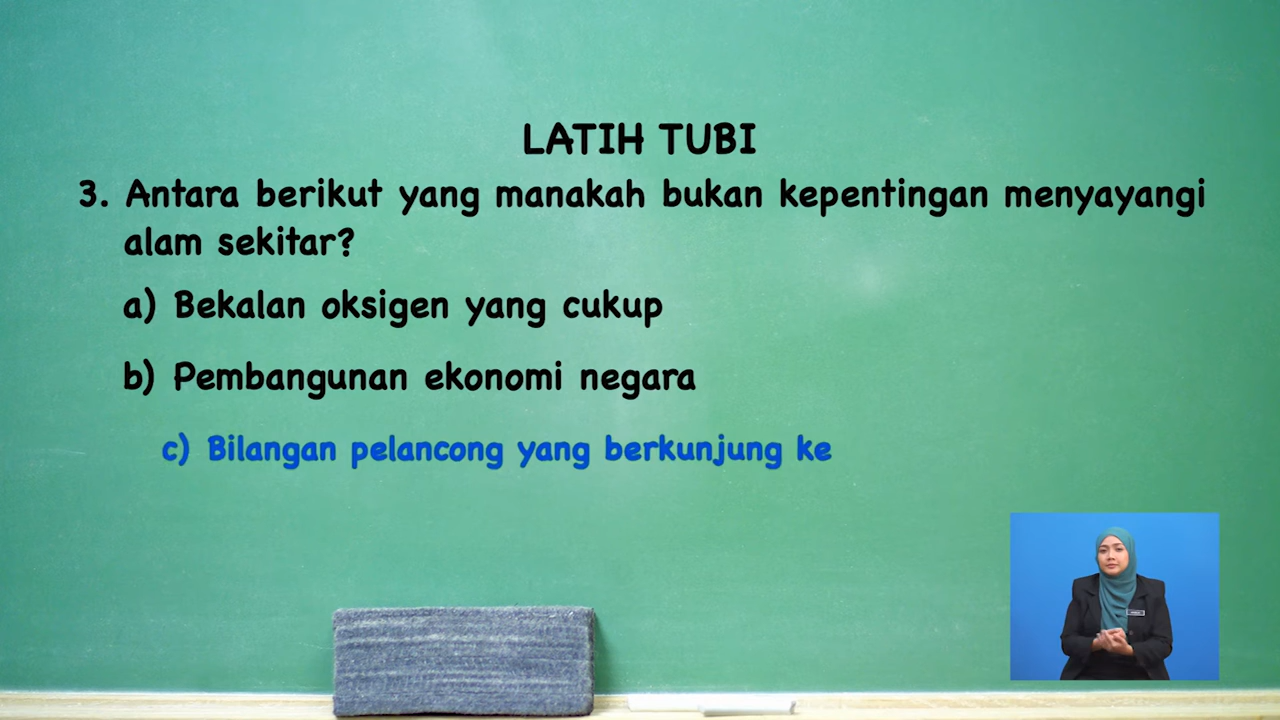 LATIH TUBI
3. Antara berikut yang manakah bukan kepentingan menyayangi
alam sekitar?
a) Bekalan oksigen yang cukup
b) Pembangunan ekonomi negara
c) Bilangan pelancong yang berkunjung ke